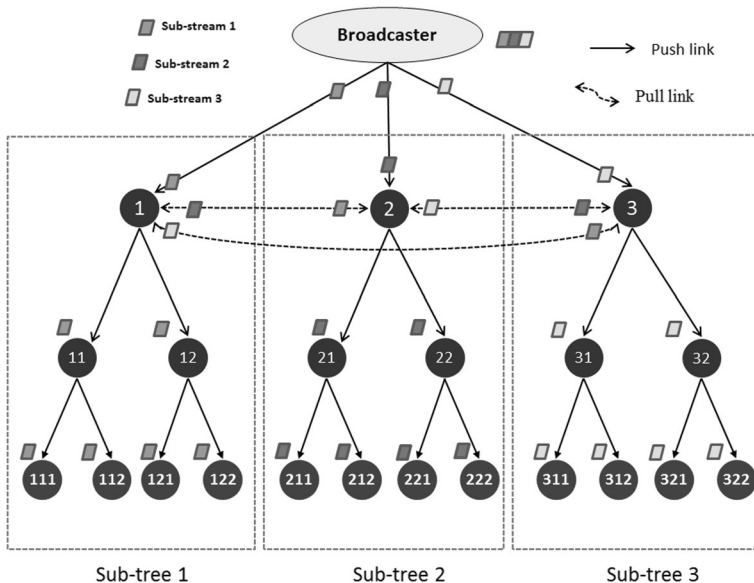 Sub-stream 1
Broadcaster
Push link
Sub-stream 2
Sub-stream 3
Pull link
1
2
3
11
12
21
22
31
32
111
112
121
122
211
212
221
222
311
312
321
322
Sub-tree 1
Sub-tree 2
Sub-tree 3